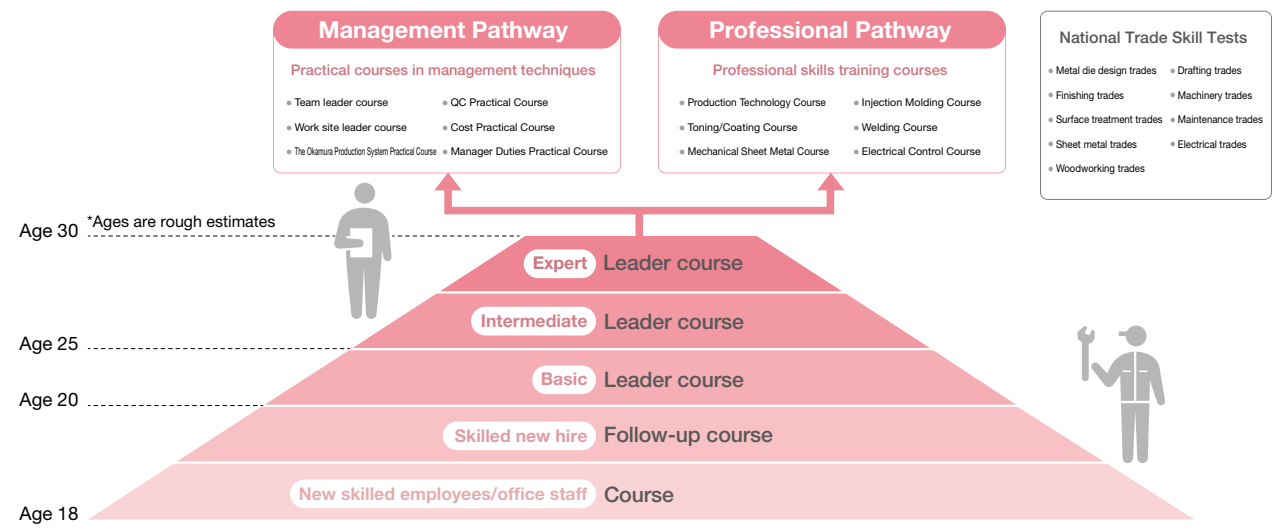 Management Pathway
Practical courses in management techniques
Team leader course
QC Practical Course
Work site leader course
Cost Practical Course
The Okamura Production System Practical Course
Manager Duties Practical Course
Professional Pathway
Professional skills training courses
Production Technology Course
Injection Molding Course
Toning/Coating Course
Welding Course
Mechanical Sheet Metal Course
Electrical Control Course
National Trade Skill Tests
Metal die design trades
Drafting trades
Finishing trades
Machinery trades
Surface treatment trades
Maintenance trades
Sheet metal trades
Electrical trades
Woodworking trades
*Ages are rough estimates
Age 30
Expert Leader course
Intermediate Leader course
Age 25
Basic Leader course
Age 20
Skilled new hire Follow-up course
New skilled employees/office staff Course
Age 18